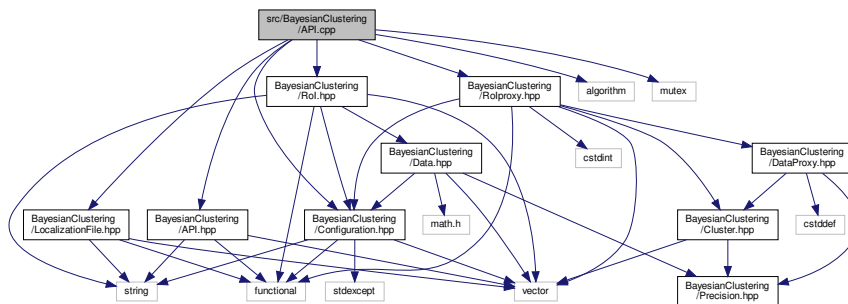 src/BayesianClustering
/API.cpp
BayesianClustering
/RoI.hpp
BayesianClustering
/RoIproxy.hpp
algorithm
mutex
BayesianClustering
/Data.hpp
cstdint
BayesianClustering
/DataProxy.hpp
BayesianClustering
/LocalizationFile.hpp
BayesianClustering
/API.hpp
BayesianClustering
/Configuration.hpp
math.h
BayesianClustering
/Cluster.hpp
cstddef
string
functional
stdexcept
vector
BayesianClustering
/Precision.hpp